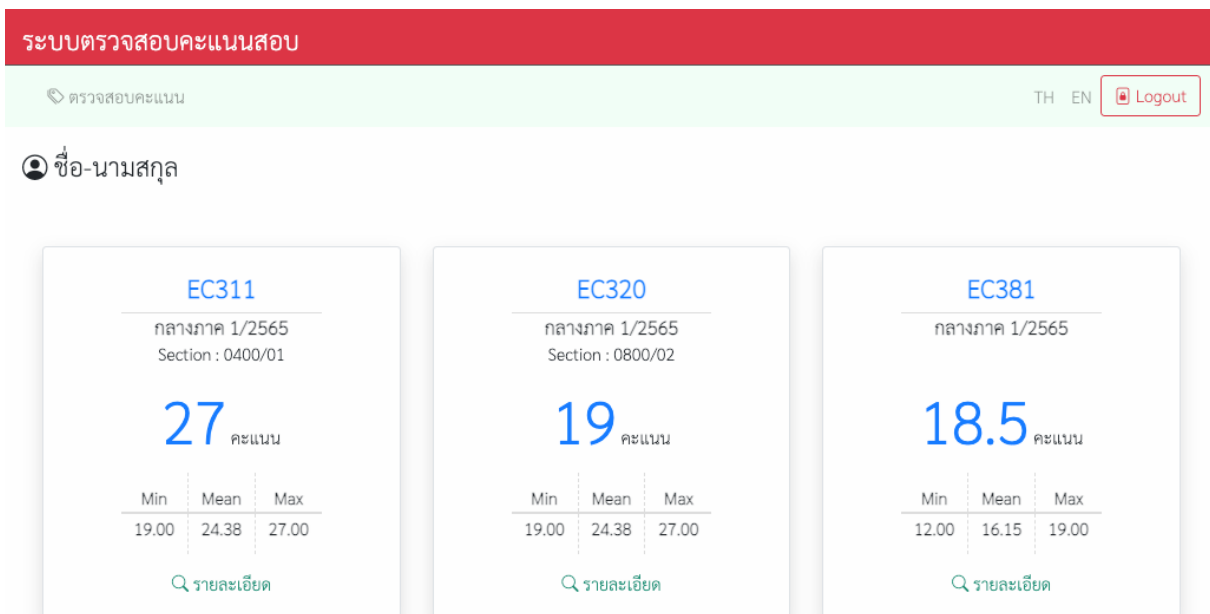 ระบบตรวจสอบคะแนนสอบ
ตรวจสอบคะแนน TH EN Logout
ชื่อ-นามสกุล
EC311
กลางภาค 1/2565
Section : 0400/01
27 คะแนน
Min Mean Max
19.00 24.38 27.00
รายละเอียด
EC320
กลางภาค 1/2565
Section : 0800/02
19 คะแนน
Min Mean Max
19.00 24.38 27.00
รายละเอียด
EC381
กลางภาค 1/2565
18.5 คะแนน
Min Mean Max
12.00 16.15 19.00
รายละเอียด